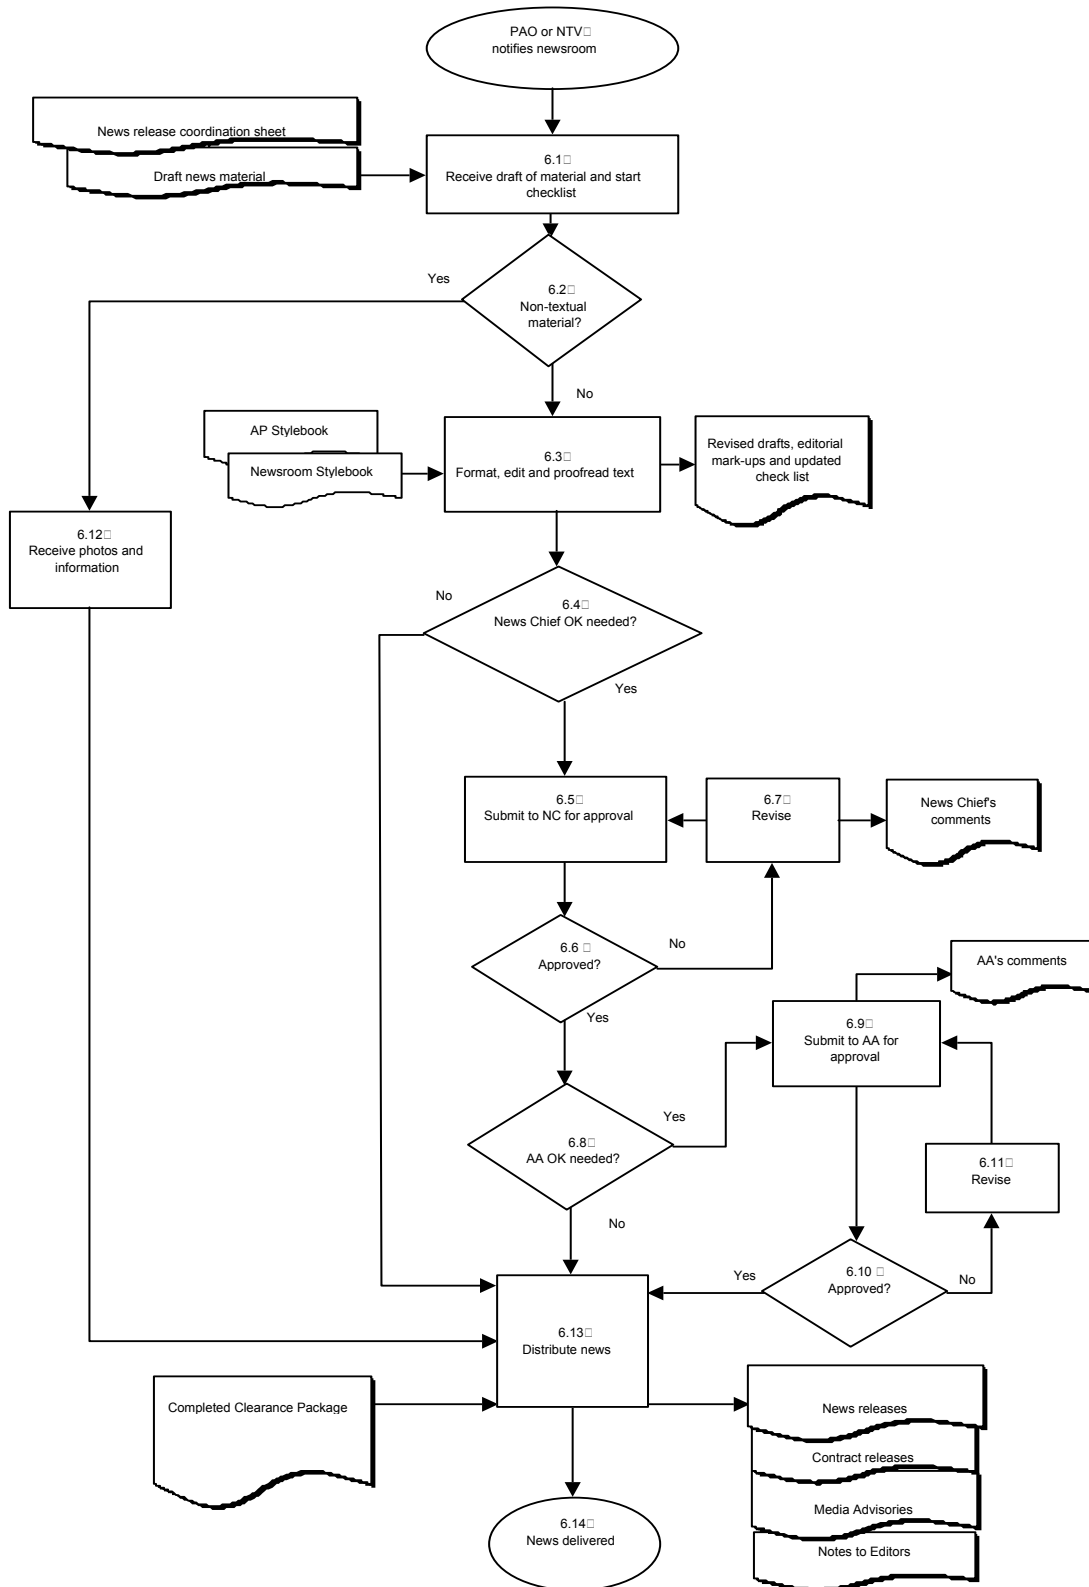 PAO or NTV□
notifies newsroom
News release coordination sheet
Draft news material
6.1□
Receive draft of material and start
checklist
Yes
6.2□
Non-textual
material?
No
AP Stylebook
Newsroom Stylebook
6.3□
Format, edit and proofread text
Revised drafts, editorial
mark-ups and updated
check list
6.12□
Receive photos and
information
No
6.4□
News Chief OK needed?
Yes
6.5□
Submit to NC for approval
6.7□
Revise
News Chief's
comments
6.6 □
Approved?
No
Yes
AA's comments
6.9□
Submit to AA for
approval
6.8□
AA OK needed?
Yes
No
6.11□
Revise
6.10 □
Approved?
Yes
No
6.13□
Distribute news
Completed Clearance Package
News releases
Contract releases
Media Advisories
Notes to Editors
6.14□
News delivered